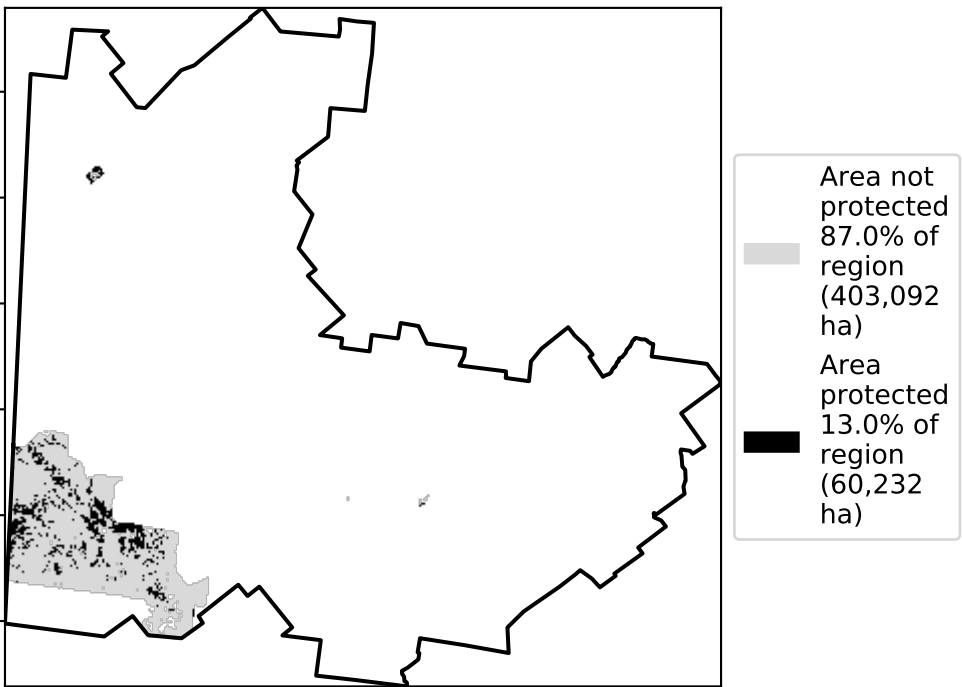 Area not
protected
87.0% of
region
(403,092
ha)
Area
protected
13.0% of
region
(60,232
ha)